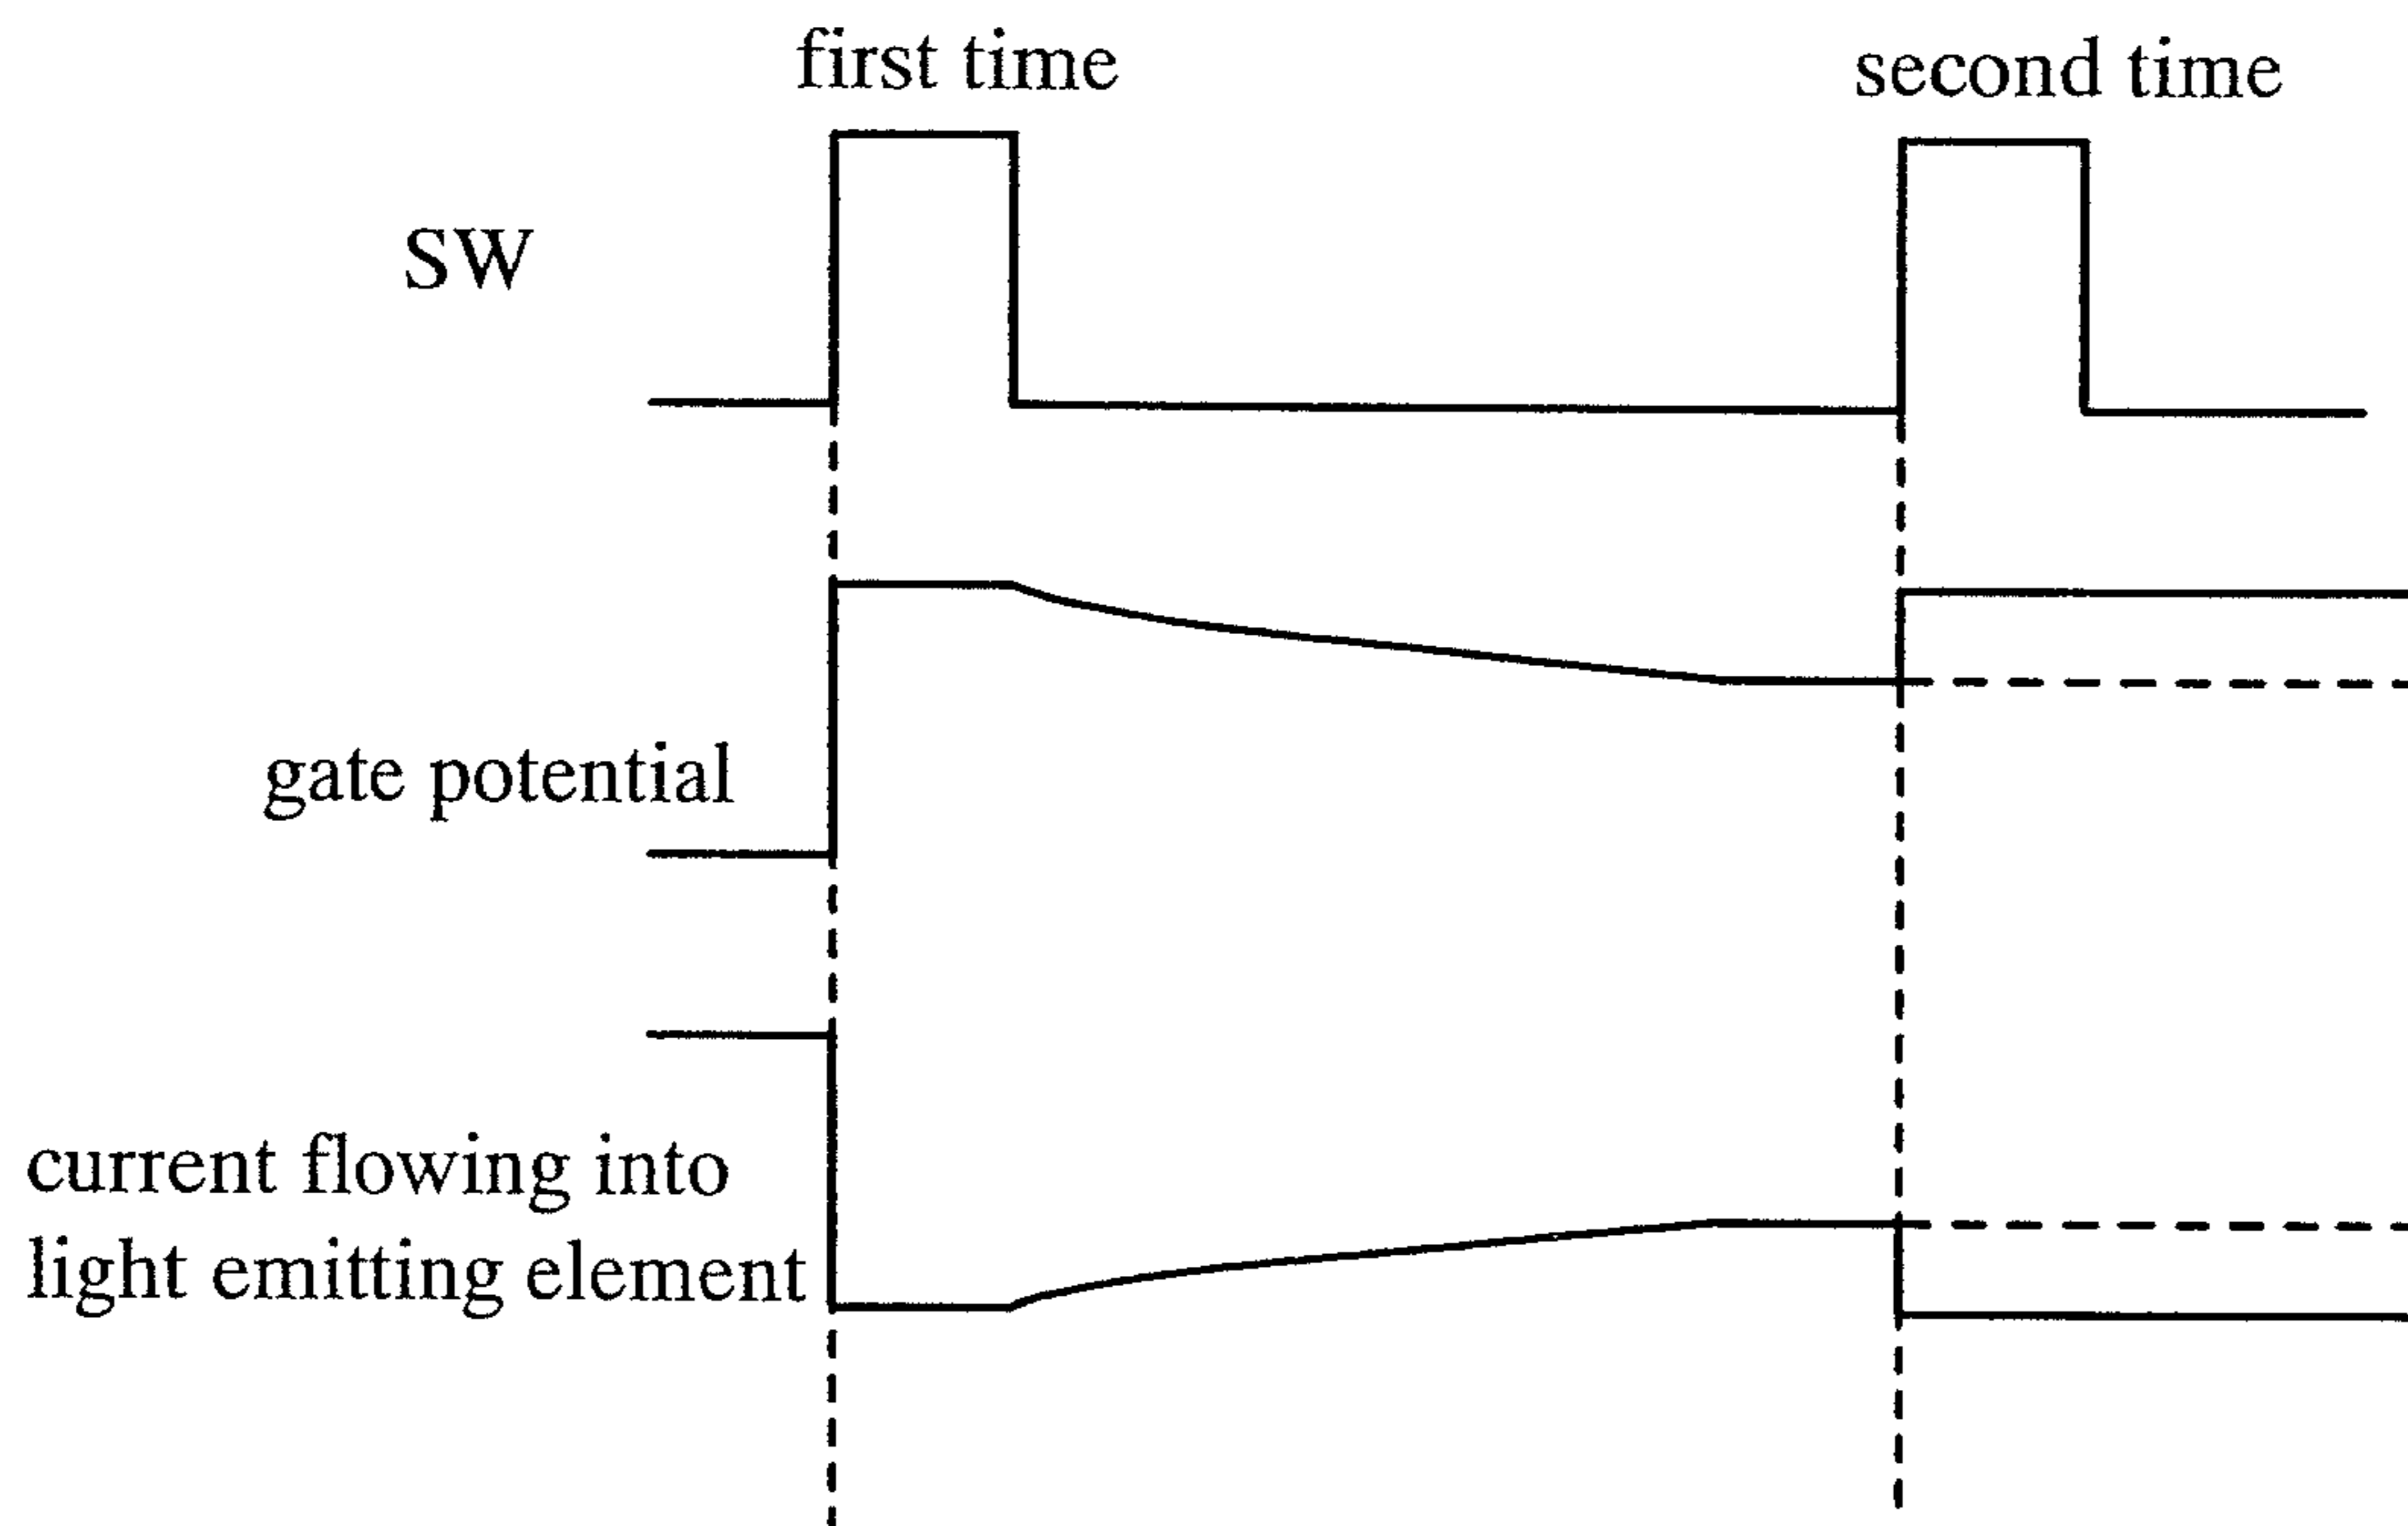 first time
second time
SW
gate potential
current flowing into
light emitting element